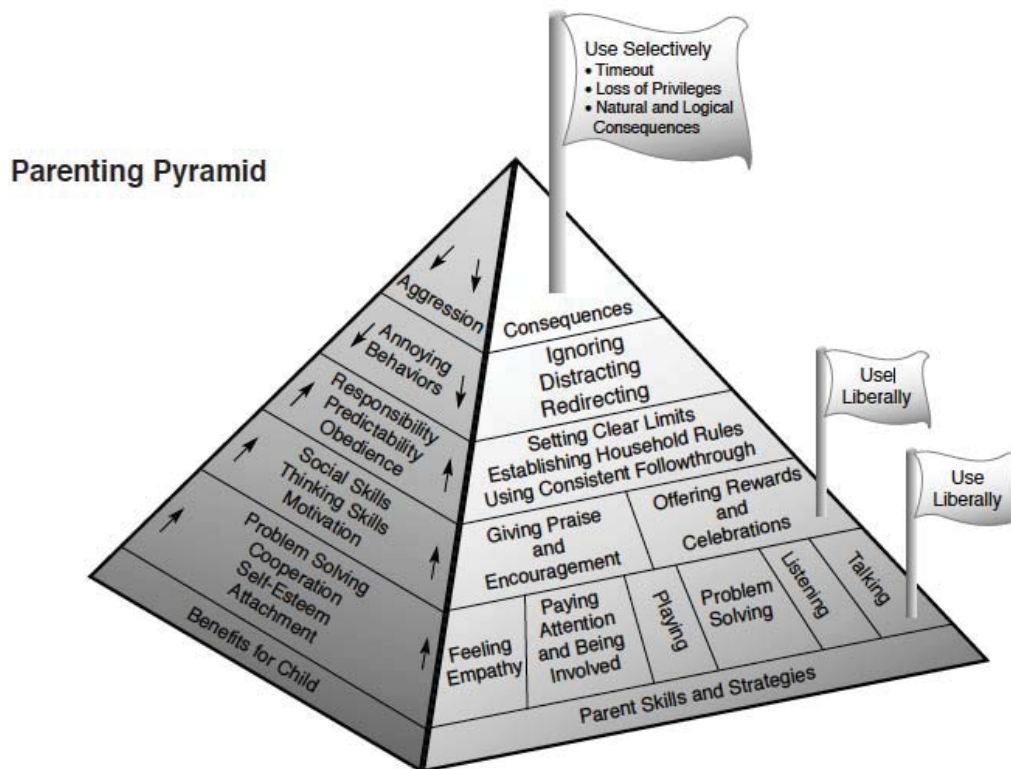 Parenting Pyramid
Use Selectively
• Timeout
• Loss of Privileges
• Natural and Logical
Consequences
Aggression
Annoying
Behaviors
Responsibility
Predictability
Obedience
Social Skills
Thinking Skills
Motivation
Problem Solving
Cooperation
Self-Esteem
Attachment
Benefits for Child
Consequences
Ignoring
Distracting
Redirecting
Setting Clear Limits
Establishing Household Rules
Using Consistent Followthrough
Giving Praise
and
Encouragement
Offering Rewards
and
Celebrations
Use
Liberally
Feeling
Empathy
Paying
Attention
and Being
Involved
Playing
Problem
Solving
Listening
Talking
Use
Liberally
Parent Skills and Strategies